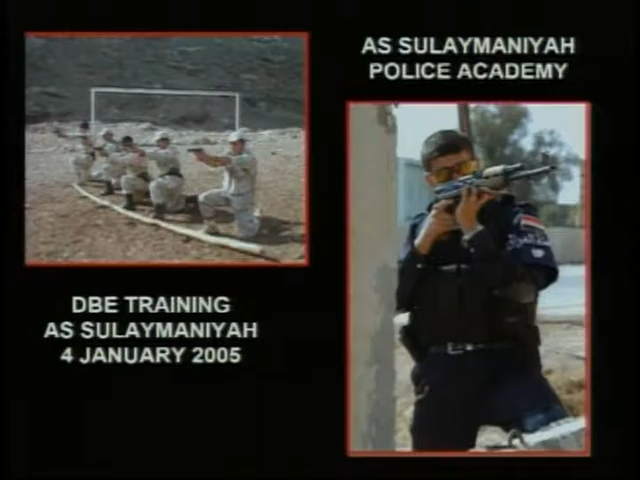 AS SULAYMANIYAH
POLICE ACADEMY
DBE TRAINING
AS SULAYMANIYAH
4 JANUARY 2005